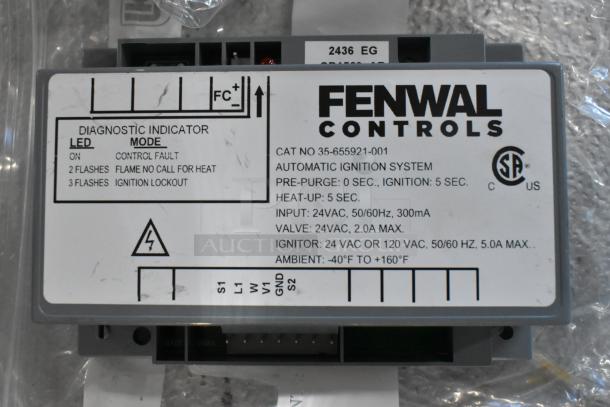 2436 EG
FC + -
FENWAL
CONTROLS
DIAGNOSTIC INDICATOR
LED MODE
ON CONTROL FAULT
2 FLASHES FLAME NO CALL FOR HEAT
3 FLASHES IGNITION LOCKOUT
CAT NO 35-655921-001
AUTOMATIC IGNITION SYSTEM
PRE-PURGE: 0 SEC., IGNITION: 5 SEC.
HEAT-UP: 5 SEC.
INPUT: 24VAC, 50/60HZ, 300mA
VALVE: 24VAC, 2.0A MAX.
IGNITOR: 24 VAC OR 120 VAC, 50/60 HZ, 5.0A MAX.
AMBIENT: -40°F TO +160°F
C SA ® US
S1
L1
W
V1
GND
S2